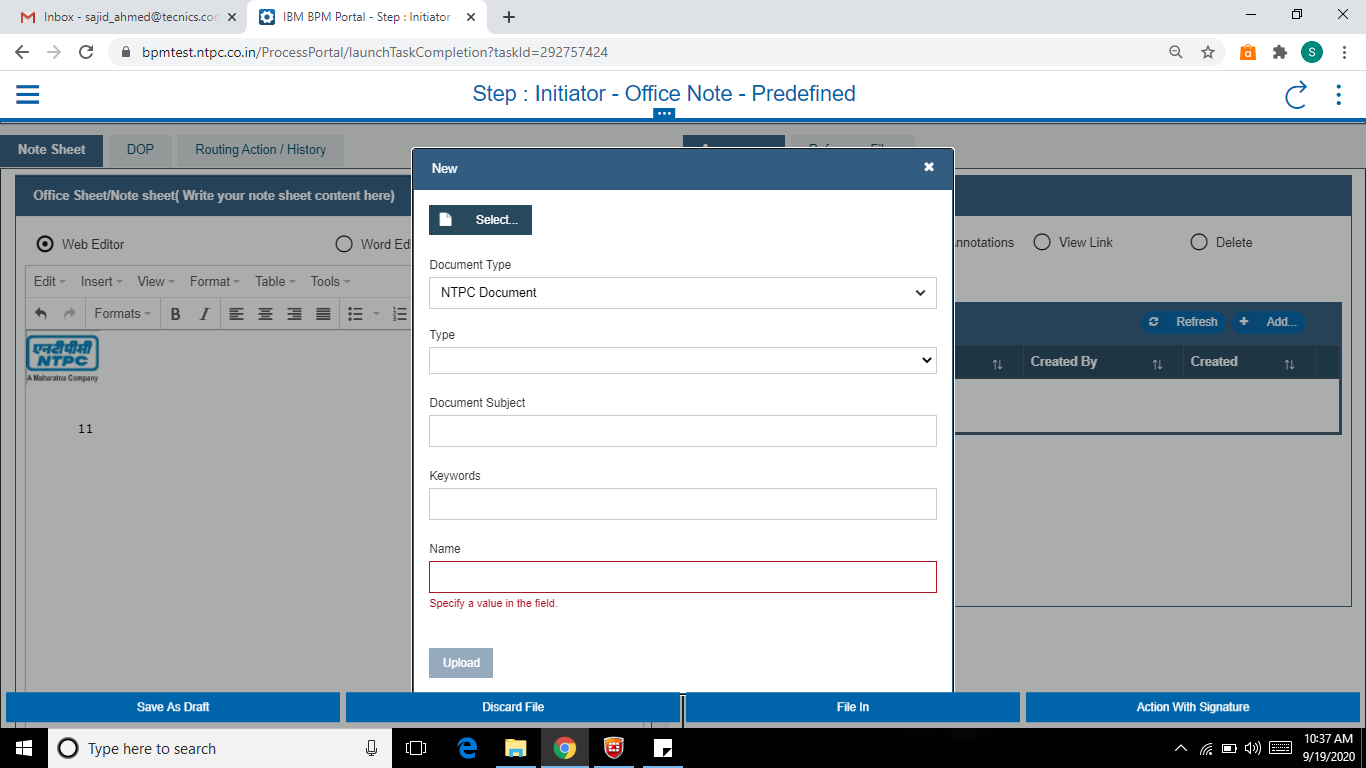 Inbox - sajid_ahmed@tecnics.con
IBM BPM Portal - Step : Initiator -
bpmtest.ntpc.co.in/ProcessPortal/launchTaskCompletion?taskId=292757424
a
S
Step : Initiator - Office Note - Predefined
Note Sheet
DOP
Routing Action / History
Office Sheet/Note sheet( Write your note sheet content here)
Web Editor
Word Ed
nnotations
View Link
Delete
Edit
Insert
View
Format
Table
Tools
Formats
B
I
Refresh
Add...
Created By
Created
एनटीपीसी
NTPC
A Maharatna Company
11
New
Select...
Document Type
NTPC Document
Type
Document Subject
Keywords
Name
Specify a value in the field.
Upload
Save As Draft
Discard File
File In
Action With Signature
Type here to search
10:37 AM
9/19/2020